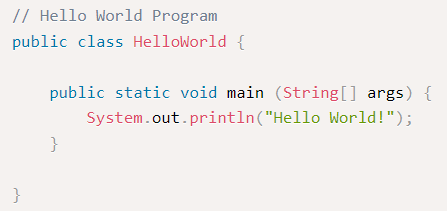 // Hello World Program
public class HelloWorld {
public static void main (String[] args) {
System.out.println("Hello World!");
}
}